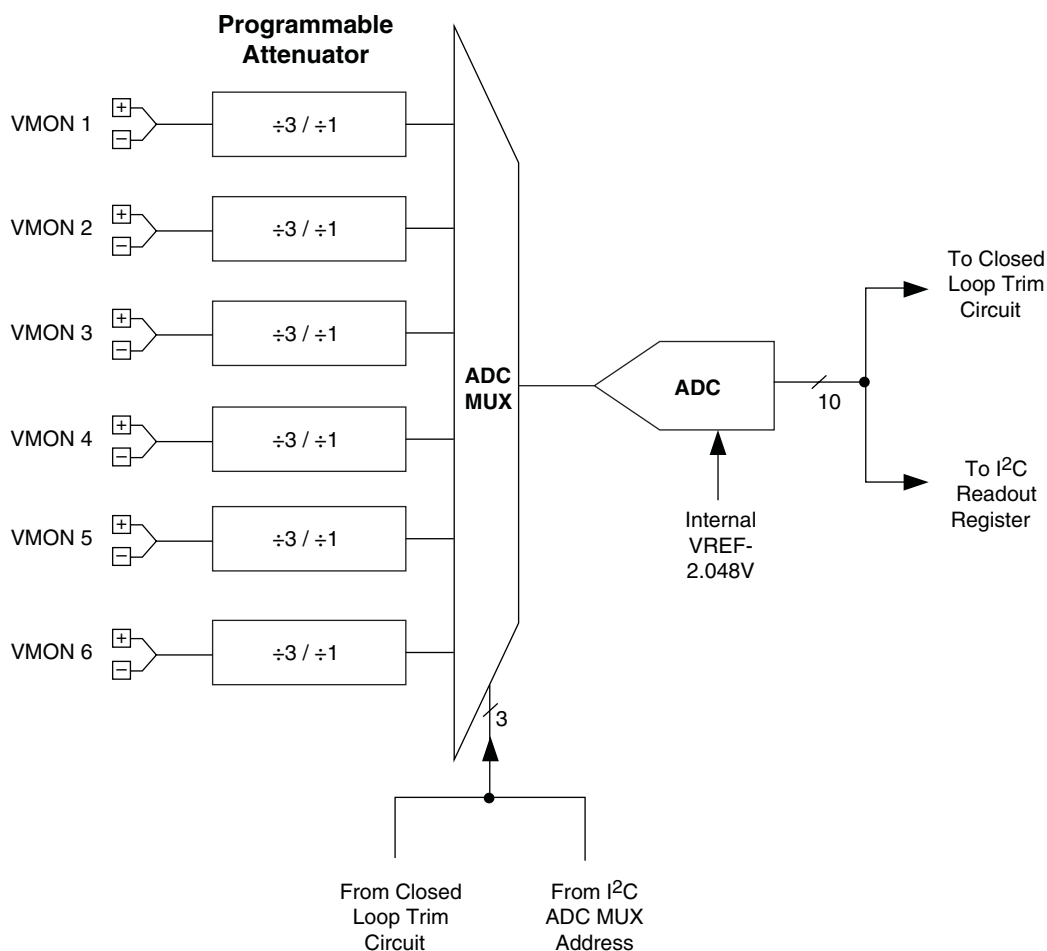 Programmable
Attenuator
VMON 1
+
−
÷3 / ÷1
VMON 2
+
−
÷3 / ÷1
VMON 3
+
−
÷3 / ÷1
VMON 4
+
−
÷3 / ÷1
VMON 5
+
−
÷3 / ÷1
VMON 6
+
−
÷3 / ÷1
ADC
MUX
ADC
10
To Closed
Loop Trim
Circuit
To I²C
Readout
Register
Internal
VREF-
2.048V
3
From Closed
Loop Trim
Circuit
From I²C
ADC MUX
Address